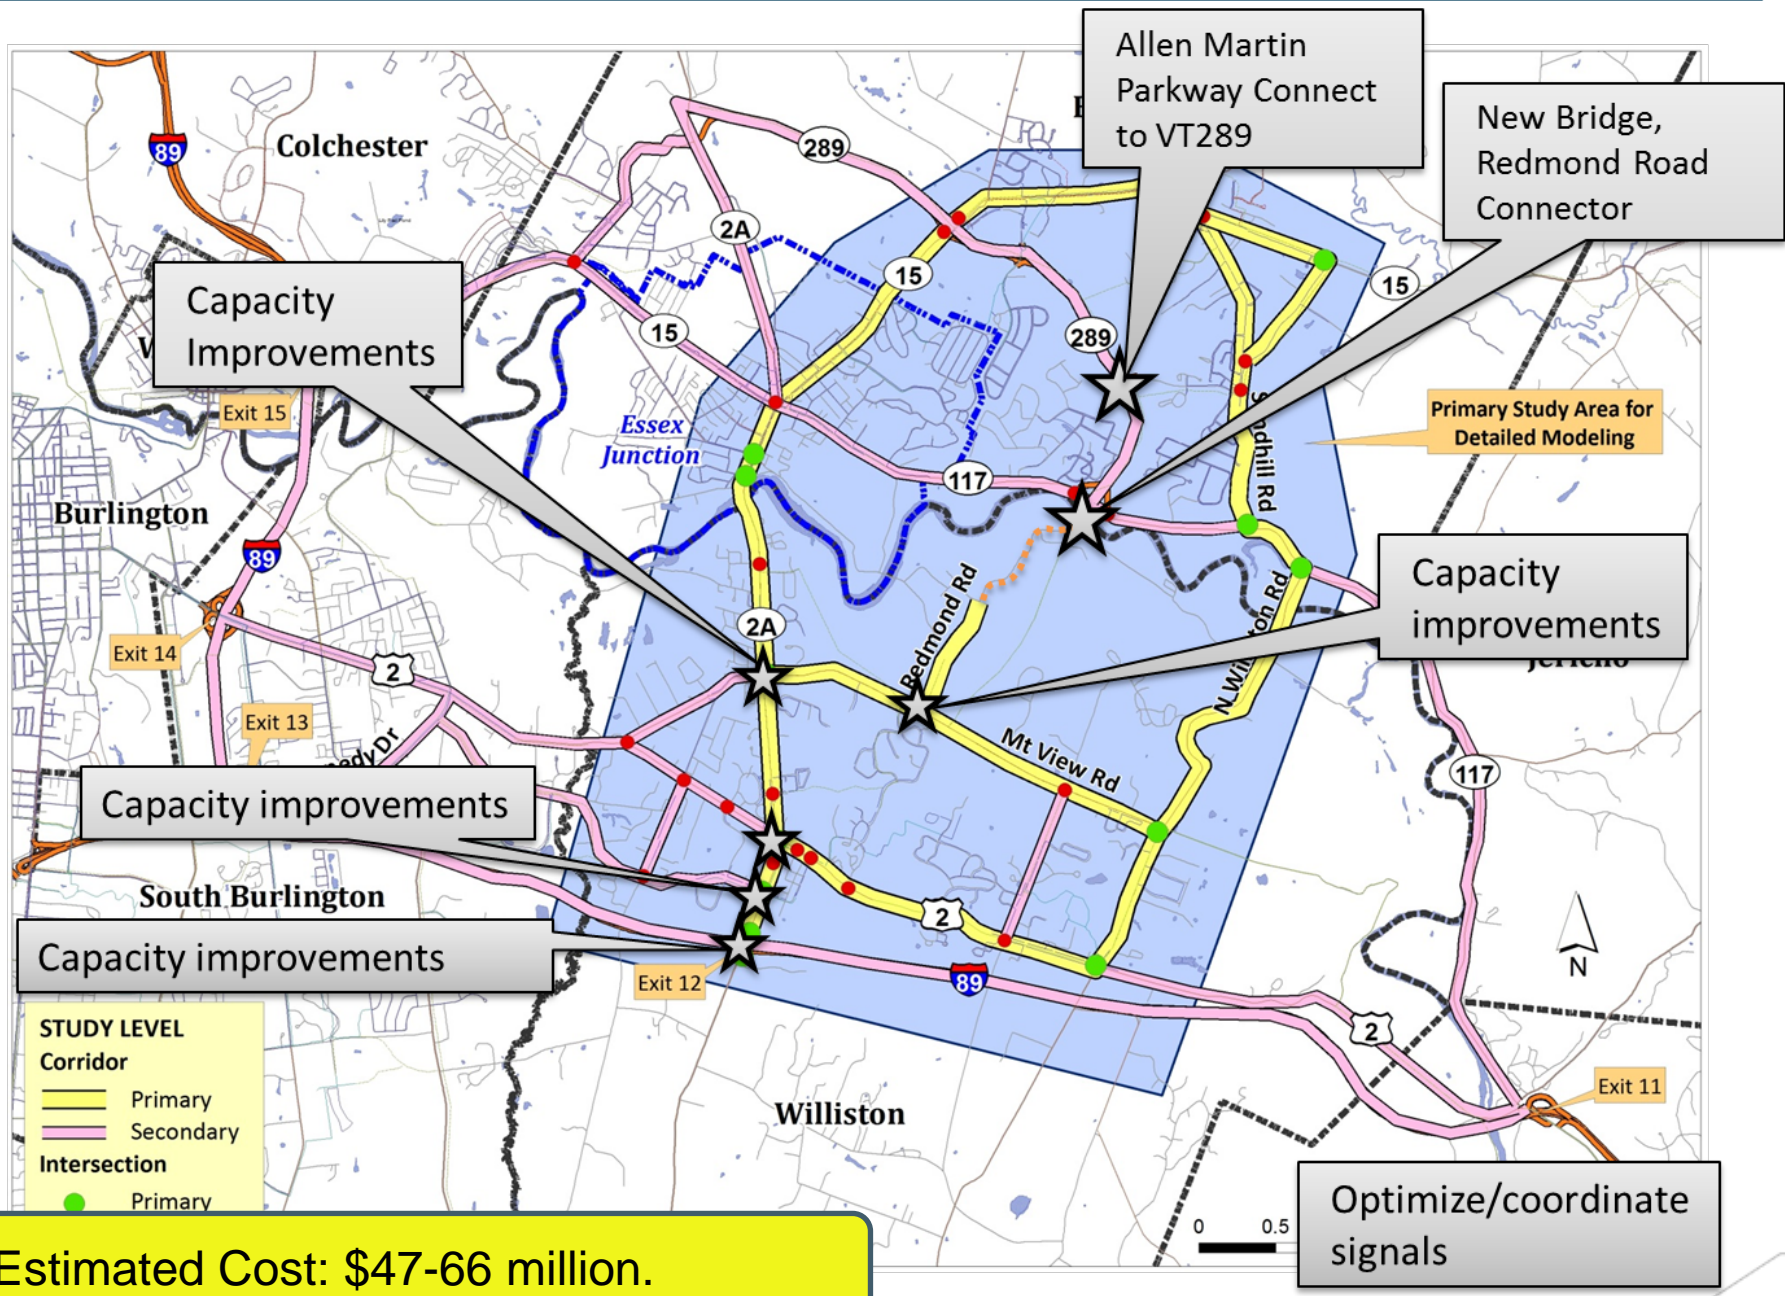 Allen Martin
Parkway Connect
to VT289
New Bridge,
Redmond Road
Connector
Colchester
89
289
2A
15
15
15
289
Capacity
Improvements
Exit 15
Essex
Junction
Primary Study Area for
Detailed Modeling
117
Burlington
89
Capacity
improvements
2A
Redmond Rd
Exit 14
2
Exit 13
Mt View Rd
117
Capacity improvements
South Burlington
2
Capacity improvements
Exit 12
89
N
2
Exit 11
STUDY LEVEL
Corridor
Primary
Secondary
Intersection
Primary
Williston
0 0.5
Optimize/coordinate
signals
Estimated Cost: $47-66 million.